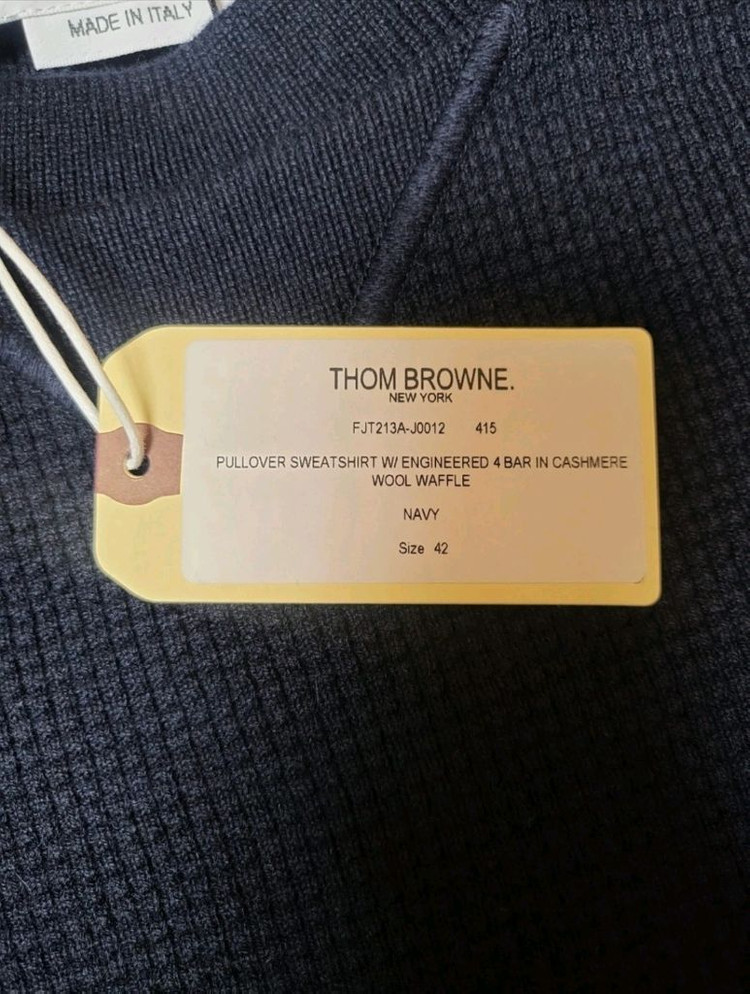 MADE IN ITALY
THOM BROWNE.
NEW YORK
FJT213A-J0012 415
PULLOVER SWEATSHIRT W/ ENGINEERED 4 BAR IN CASHMERE
WOOL WAFFLE
NAVY
Size 42